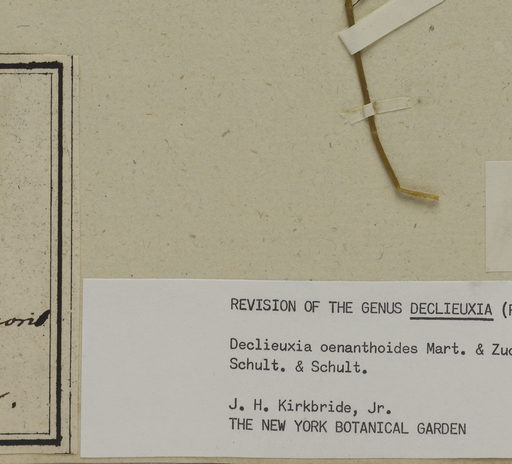 REVISION OF THE GENUS DECLIEUXIA (
Declieuxia oenanthoides Mart. & Zuc
Schult. & Schult.
J. H. Kirkbride, Jr.
THE NEW YORK BOTANICAL GARDEN